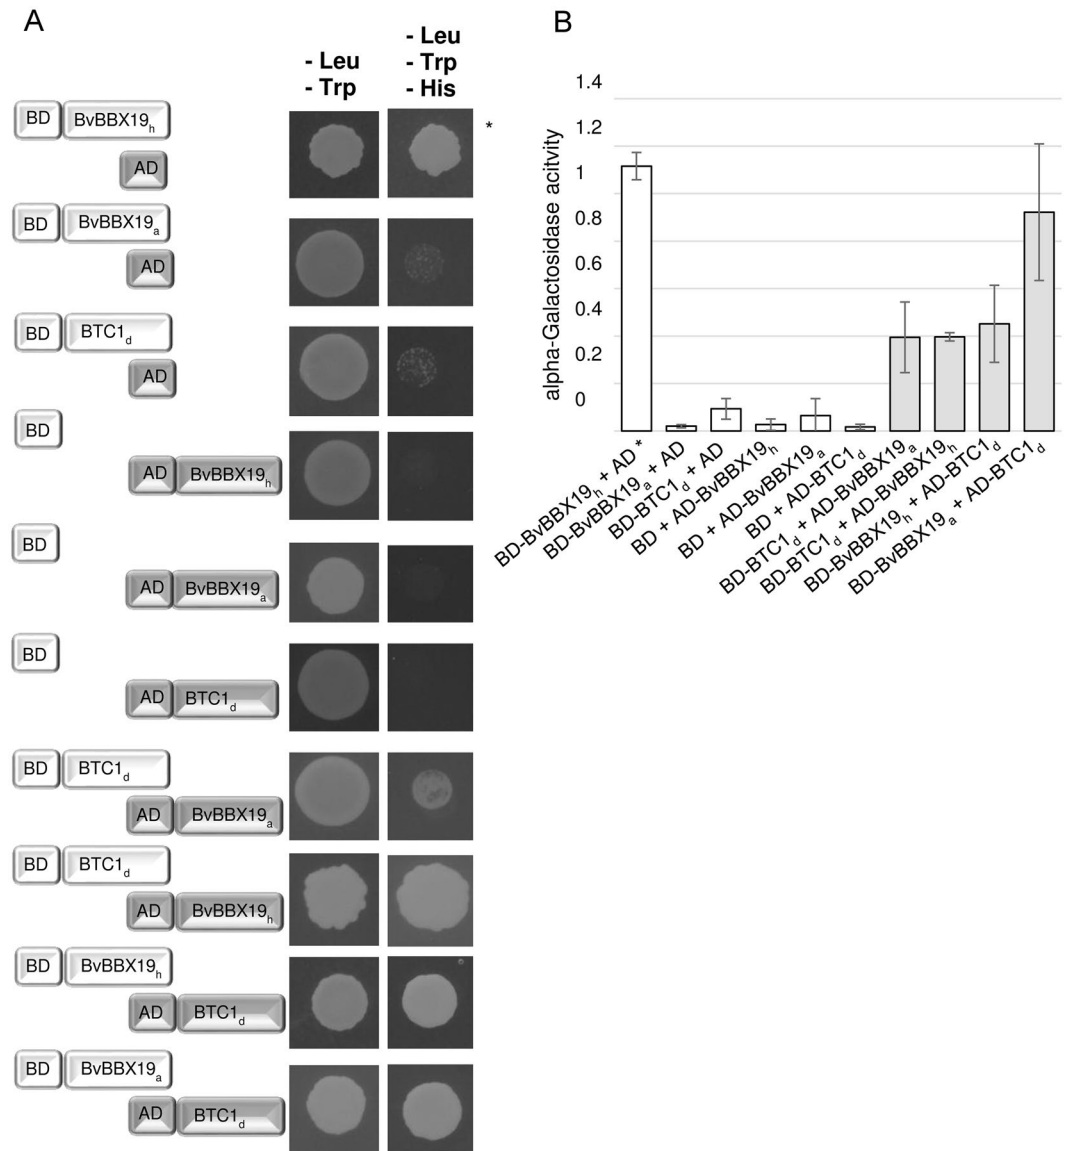 A
- Leu
- Trp
- Leu
- Trp
- His
BD BvBBX19h
AD
*
BD BvBBX19a
AD
BD BTC1d
AD
BD
AD BvBBX19h
BD
AD BvBBX19a
BD
AD BTC1d
BD BTC1d
AD BvBBX19a
BD BTC1d
AD BvBBX19h
BD BvBBX19h
AD BTC1d
BD BvBBX19a
AD BTC1d
B
alpha-Galactosidase acitvity
1.4
1.2
1
0.8
0.6
0.4
0.2
0
BD-BvBBX19h + AD *
BD-BvBBX19a + AD
BD-BTC1d + AD
BD + AD-BvBBX19h
BD + AD-BvBBX19a
BD + AD-BTC1d
BD-BTC1d + AD-BvBBX19a
BD-BTC1d + AD-BvBBX19h
BD-BvBBX19h + AD-BTC1d
BD-BvBBX19a + AD-BTC1d